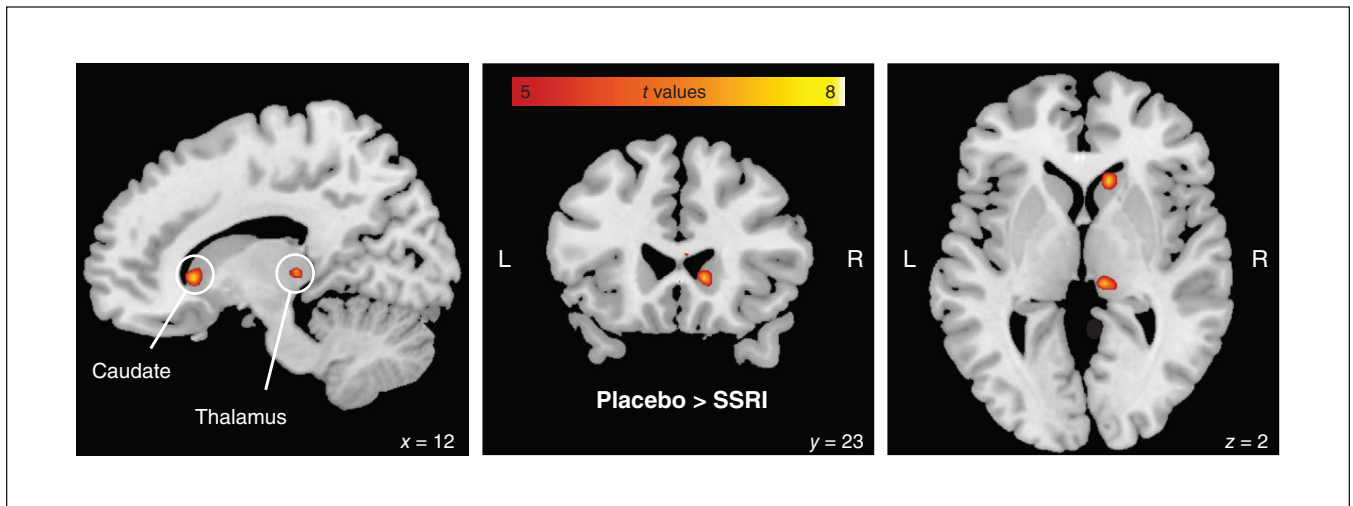 Caudate
Thalamus
x = 12
5 t values 8
L R
Placebo > SSRI
y = 23
L R
z = 2